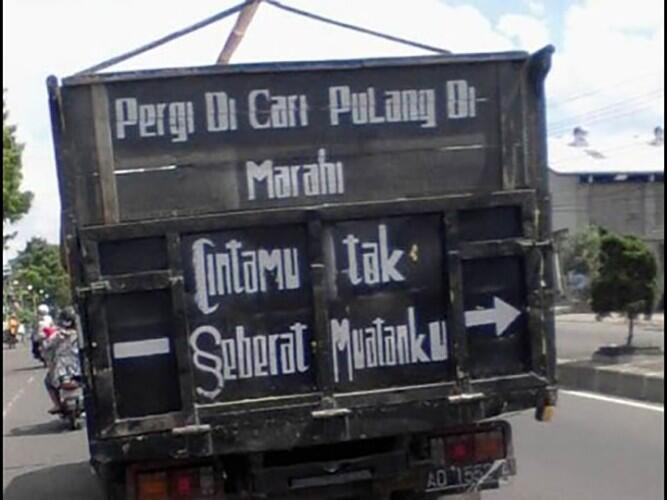 Pergi Di Cari Pulang Di
Marahi
Cintamu tak
Seberat Muatanku